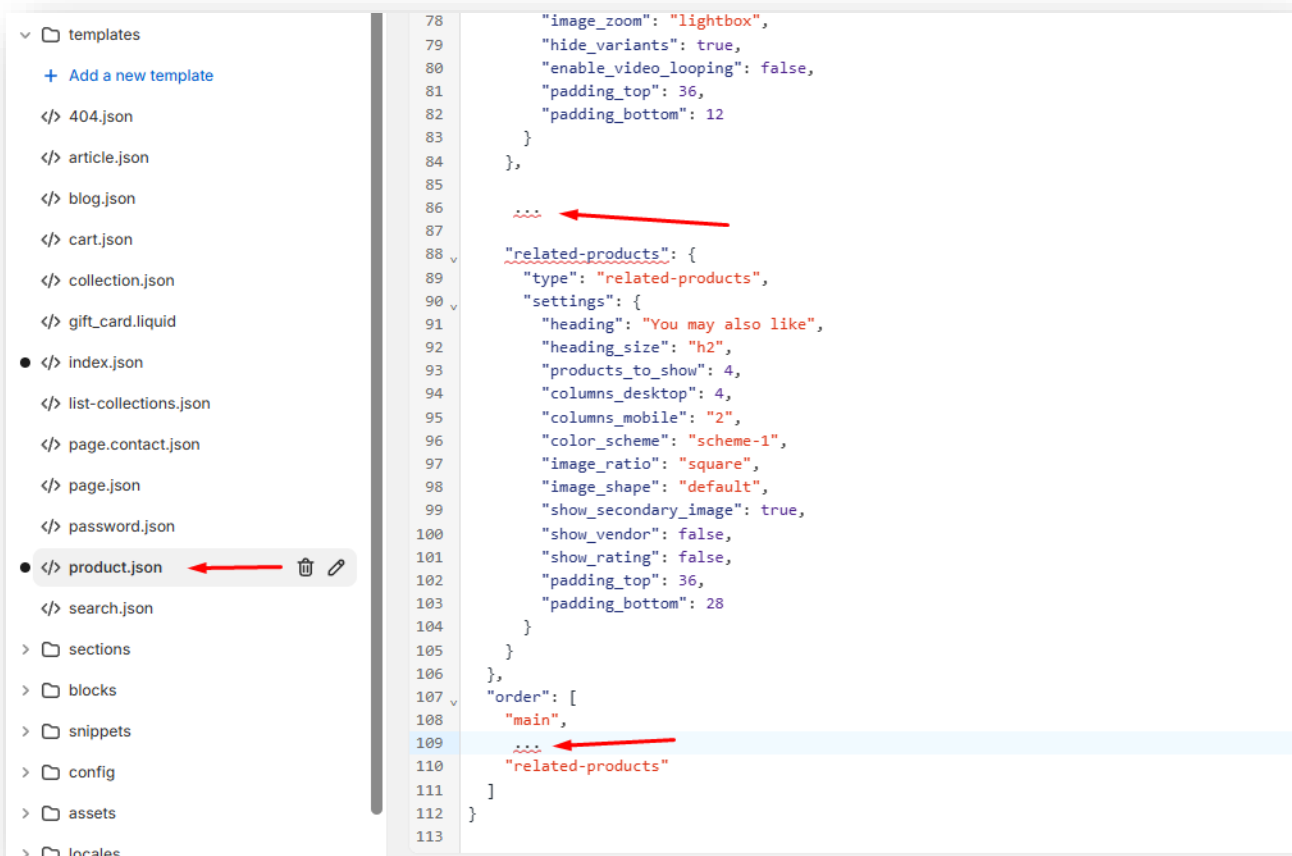 templates
Add a new template
404.json
article.json
blog.json
cart.json
collection.json
gift_card.liquid
index.json
list-collections.json
page.contact.json
page.json
password.json
product.json
search.json
sections
blocks
snippets
config
assets
locales
78 "image_zoom": "lightbox",
79 "hide_variants": true,
80 "enable_video_looping": false,
81 "padding_top": 36,
82 "padding_bottom": 12
83 }
84 },
85
86 ...
87
88 "related-products": {
89 "type": "related-products",
90 "settings": {
91 "heading": "You may also like",
92 "heading_size": "h2",
93 "products_to_show": 4,
94 "columns_desktop": 4,
95 "columns_mobile": "2",
96 "color_scheme": "scheme-1",
97 "image_ratio": "square",
98 "image_shape": "default",
99 "show_secondary_image": true,
100 "show_vendor": false,
101 "show_rating": false,
102 "padding_top": 36,
103 "padding_bottom": 28
104 }
105 }
106 },
107 "order": [
108 "main",
109 ...
110 "related-products"
111 ]
112 }
113